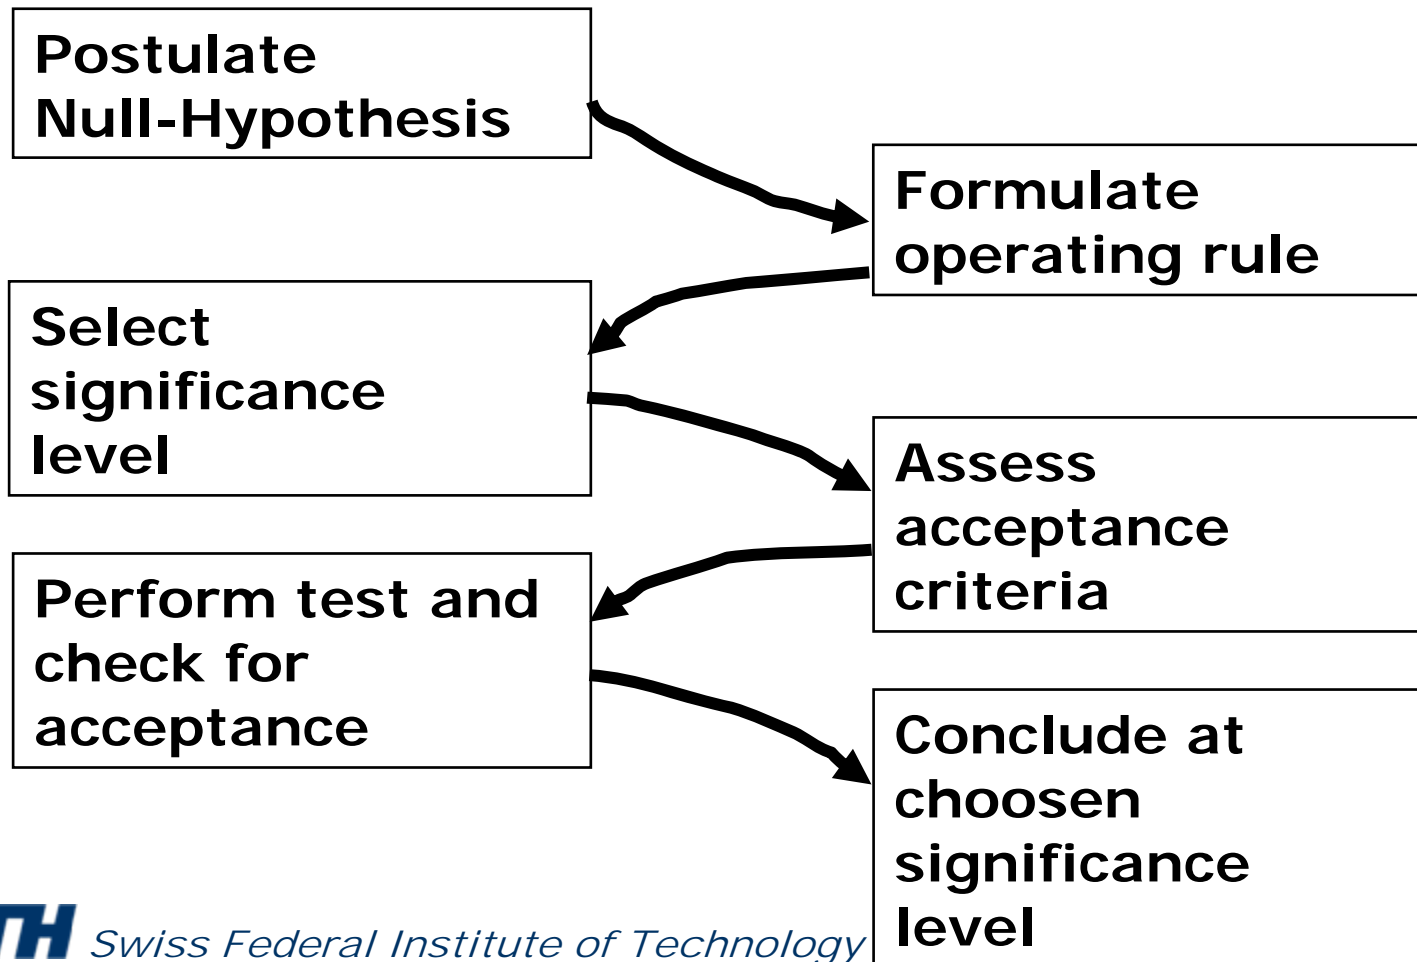 Postulate
Null-Hypothesis
Formulate
operating rule
Select
significance
level
Assess
acceptance
criteria
Perform test and
check for
acceptance
Conclude at
choosen
significance
level
TH Swiss Federal Institute of Technology